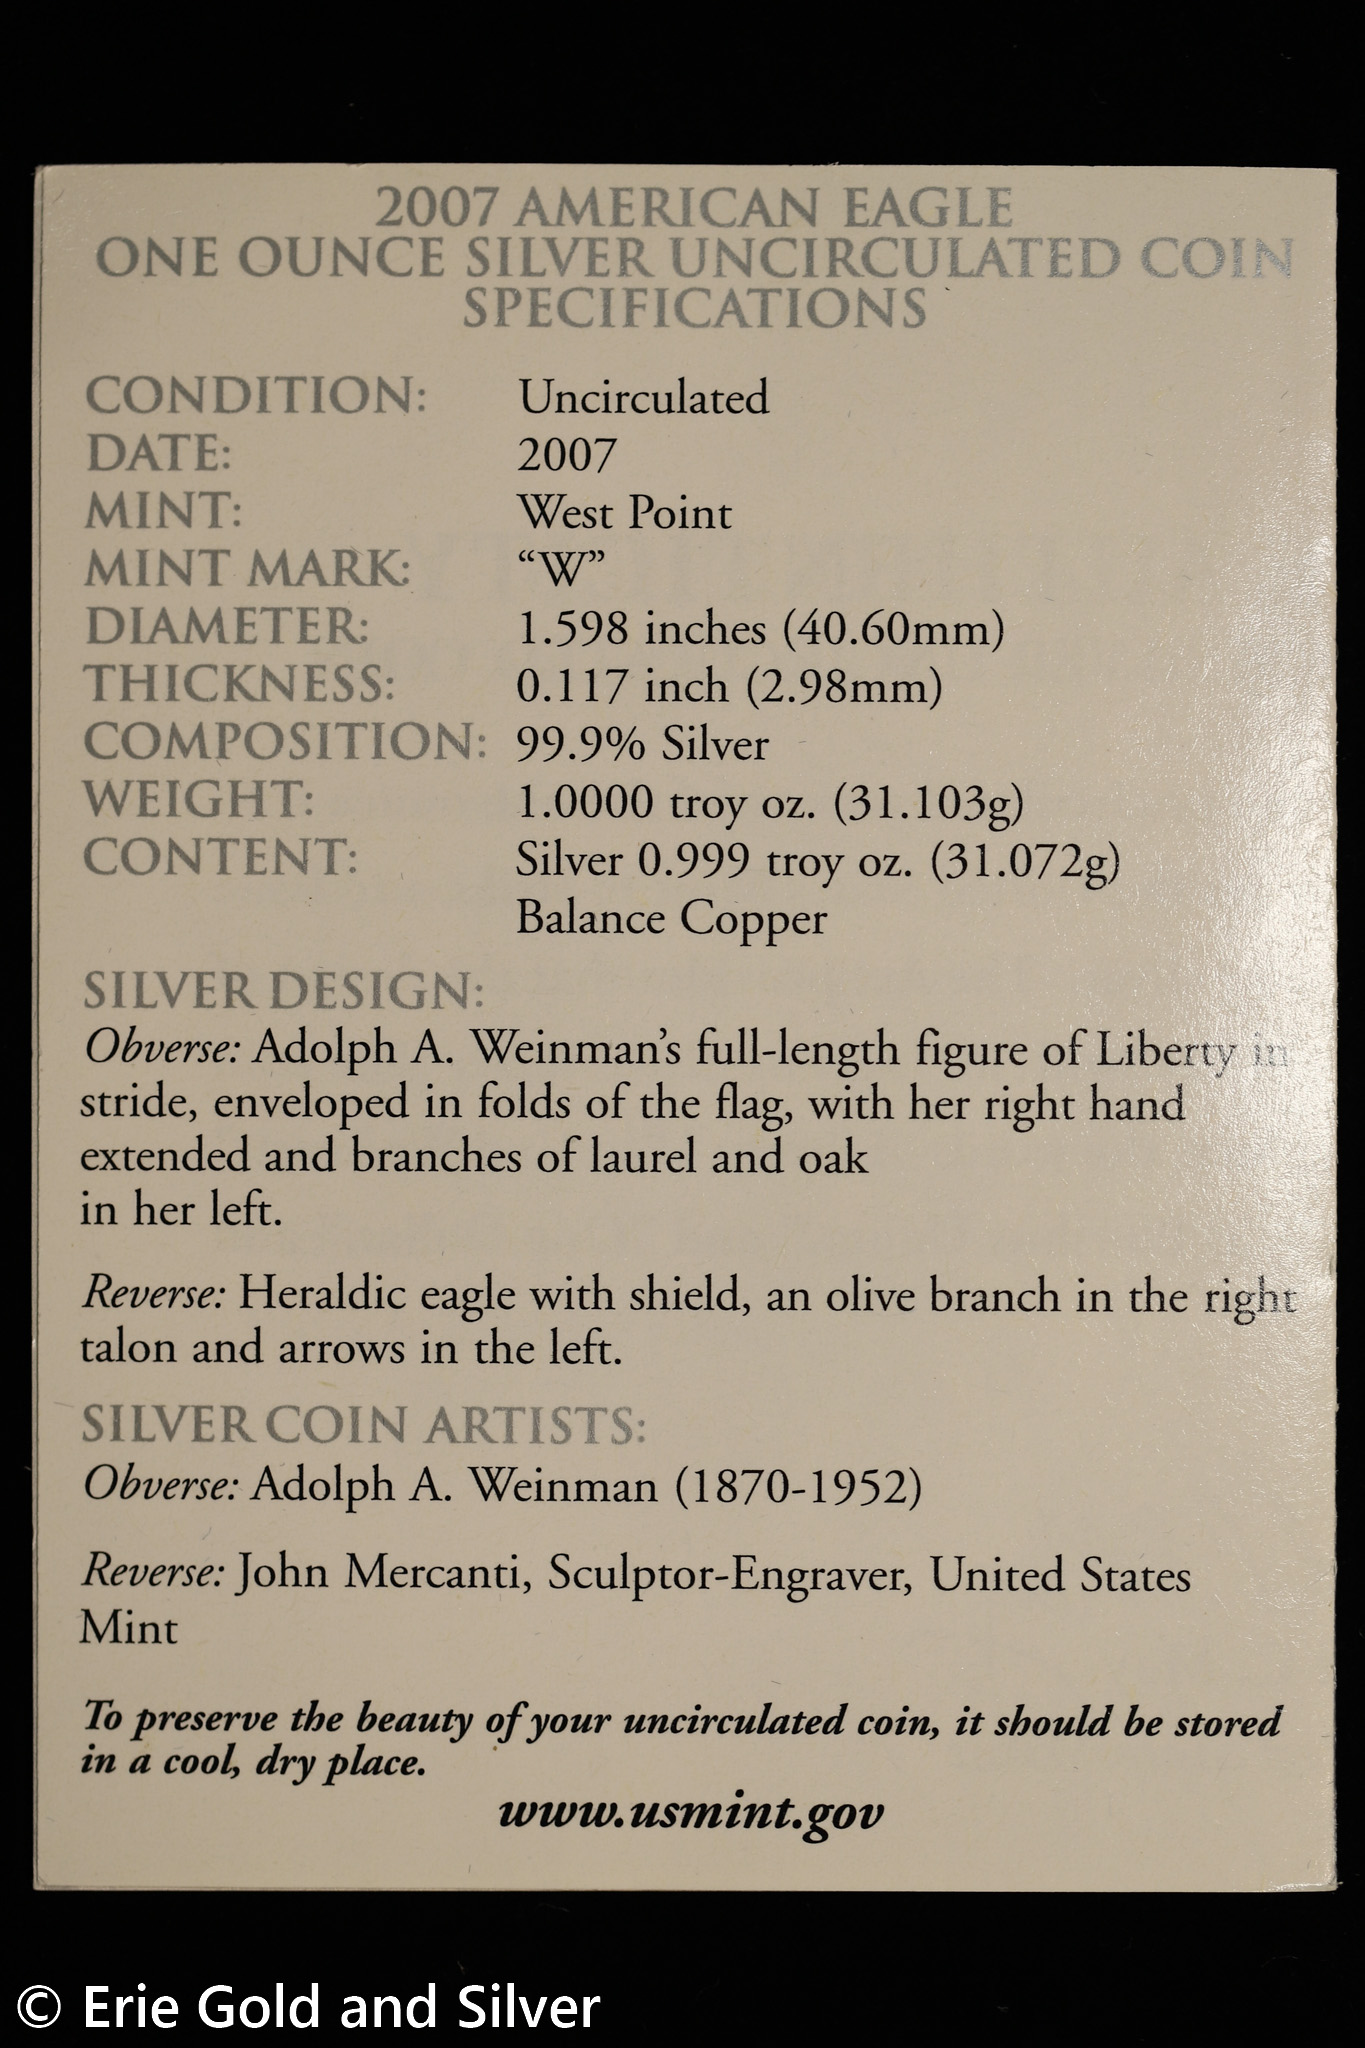 2007 AMERICAN EAGLE
ONE OUNCE SILVER UNCIRCULATED COIN
SPECIFICATIONS
CONDITION: Uncirculated
DATE: 2007
MINT: West Point
MINT MARK: “W”
DIAMETER: 1.598 inches (40.60mm)
THICKNESS: 0.117 inch (2.98mm)
COMPOSITION: 99.9% Silver
WEIGHT: 1.0000 troy oz. (31.103g)
CONTENT: Silver 0.999 troy oz. (31.072g)
Balance Copper
SILVER DESIGN:
Obverse: Adolph A. Weinman’s full-length figure of Liberty in
stride, enveloped in folds of the flag, with her right hand
extended and branches of laurel and oak
in her left.
Reverse: Heraldic eagle with shield, an olive branch in the right
talon and arrows in the left.
SILVER COIN ARTISTS:
Obverse: Adolph A. Weinman (1870-1952)
Reverse: John Mercanti, Sculptor-Engraver, United States
Mint
To preserve the beauty of your uncirculated coin, it should be stored
in a cool, dry place.
www.usmint.gov
© Erie Gold and Silver